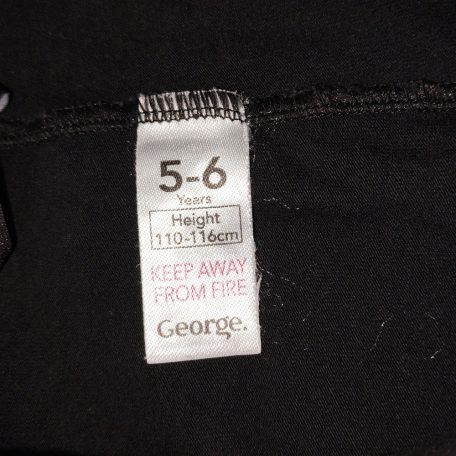 5-6
Years
Height
110-116cm
KEEP AWAY
FROM FIRE
George.